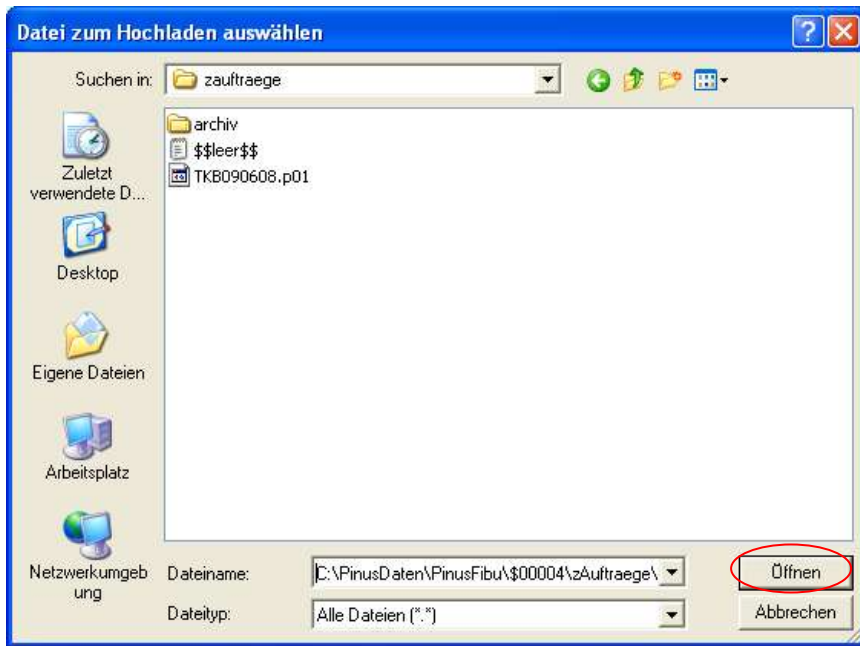 Datei zum Hochladen auswählen
Suchen in:
zauftraege
archiv
$$leer$$
TKB090608.p01
Zuletzt
verwendete D...
Desktop
Eigene Dateien
Arbeitsplatz
Netzwerkumgeb
ung
Dateiname:
C:\PinusDaten\PinusFibu\$00004\zAuftraege\
Öffnen
Dateityp:
Alle Dateien (*.*)
Abbrechen